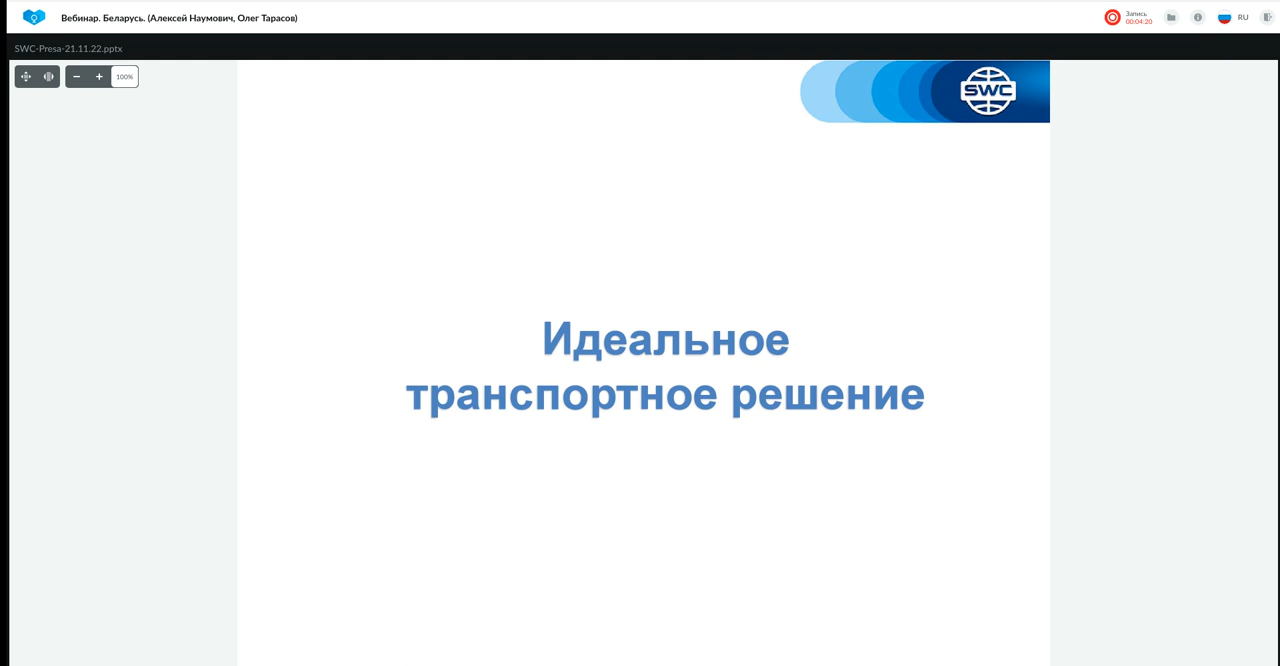 Вебинар. Беларусь. (Алексей Наумович, Олег Тарасов)
Запись
00:04:20
RU
SWC-Presa-21.11.22.pptx
100%
SWC
Идеальное
транспортное решение